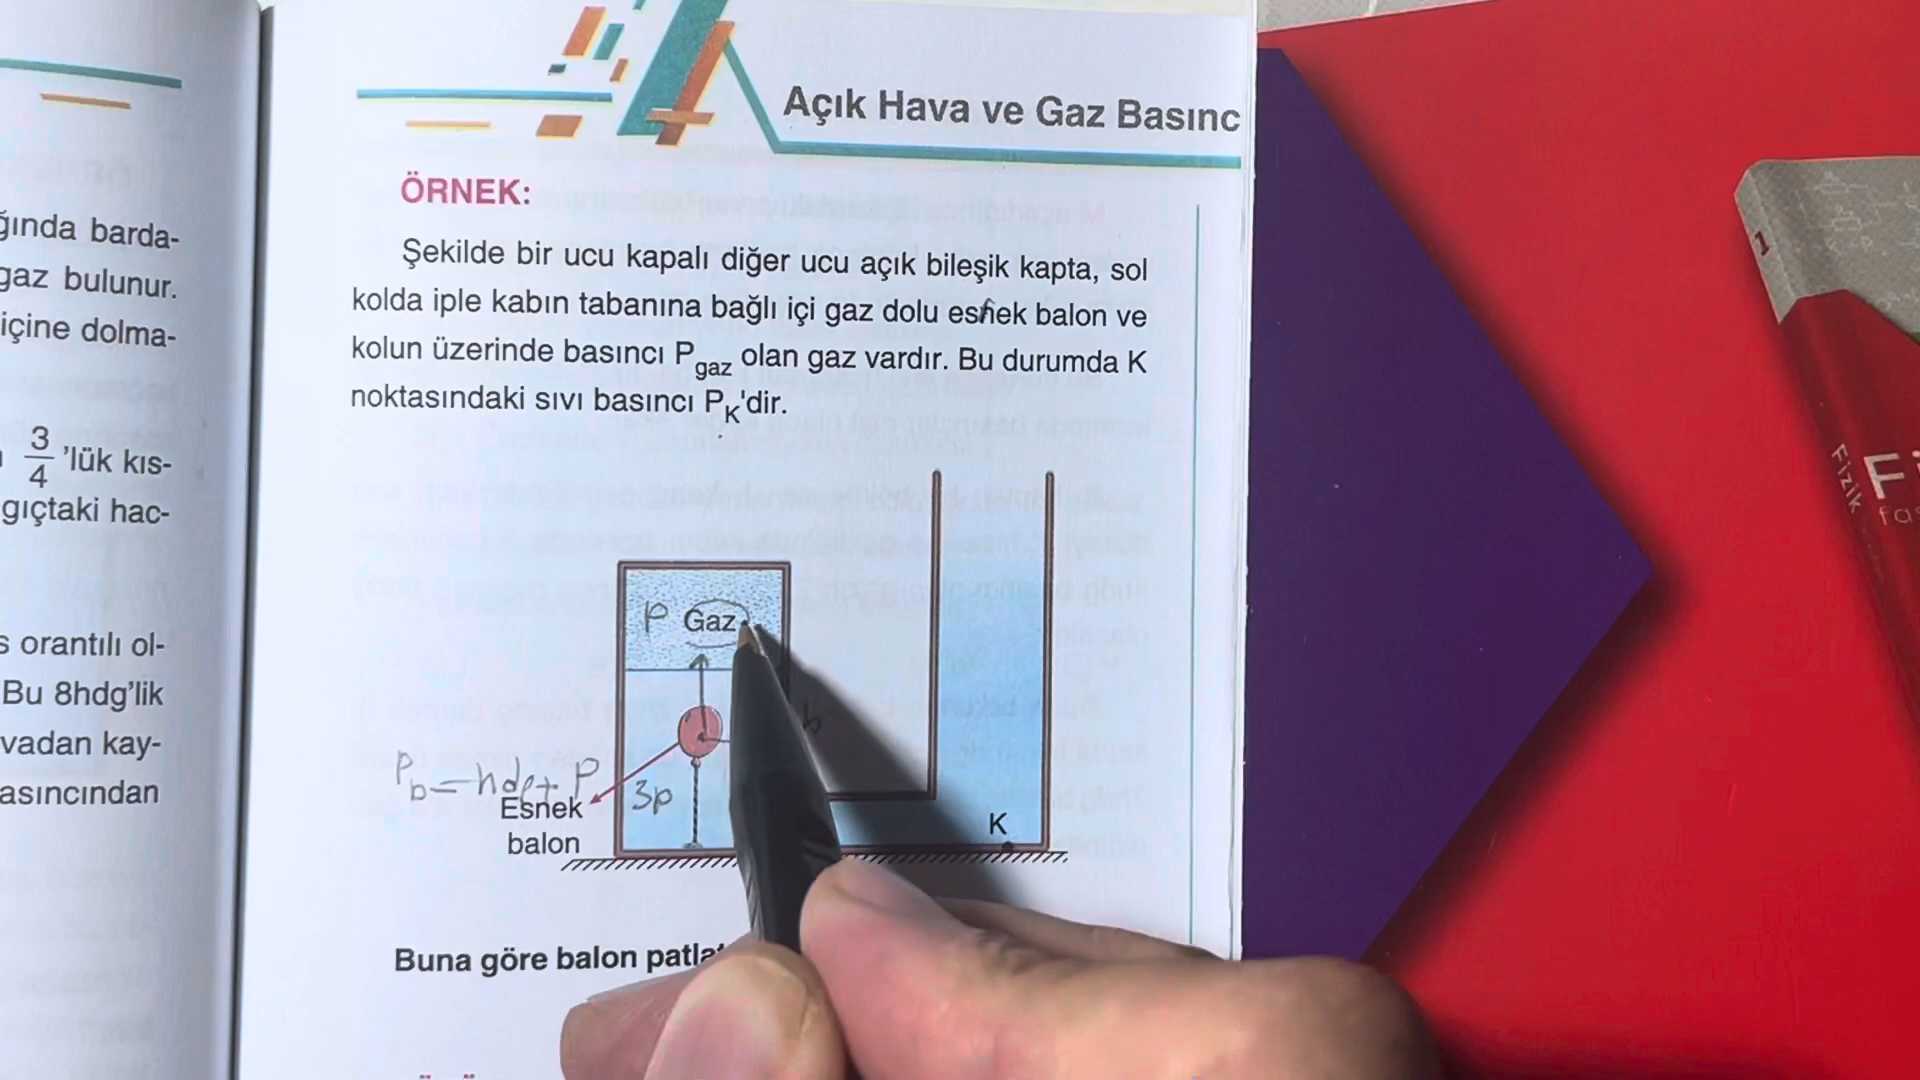 Açık Hava ve Gaz Basınc
ÖRNEK:
Şekilde bir ucu kapalı diğer ucu açık bileşik kapta, sol
kolda iple kabın tabanına bağlı içi gaz dolu esnek balon ve
kolun üzerinde basıncı Pgaz olan gaz vardır. Bu durumda K
noktasındaki sıvı basıncı PK'dir.
P Gaz
h
Pb = hdg + P
3p
Esnek
balon
K
Buna göre balon patla
ğında barda-
gaz bulunur.
içine dolma-
3/4 'lük kıs-
gıçtaki hac-
s orantılı ol-
Bu 8hdg'lik
vadan kay-
asıncından
1
Fizik